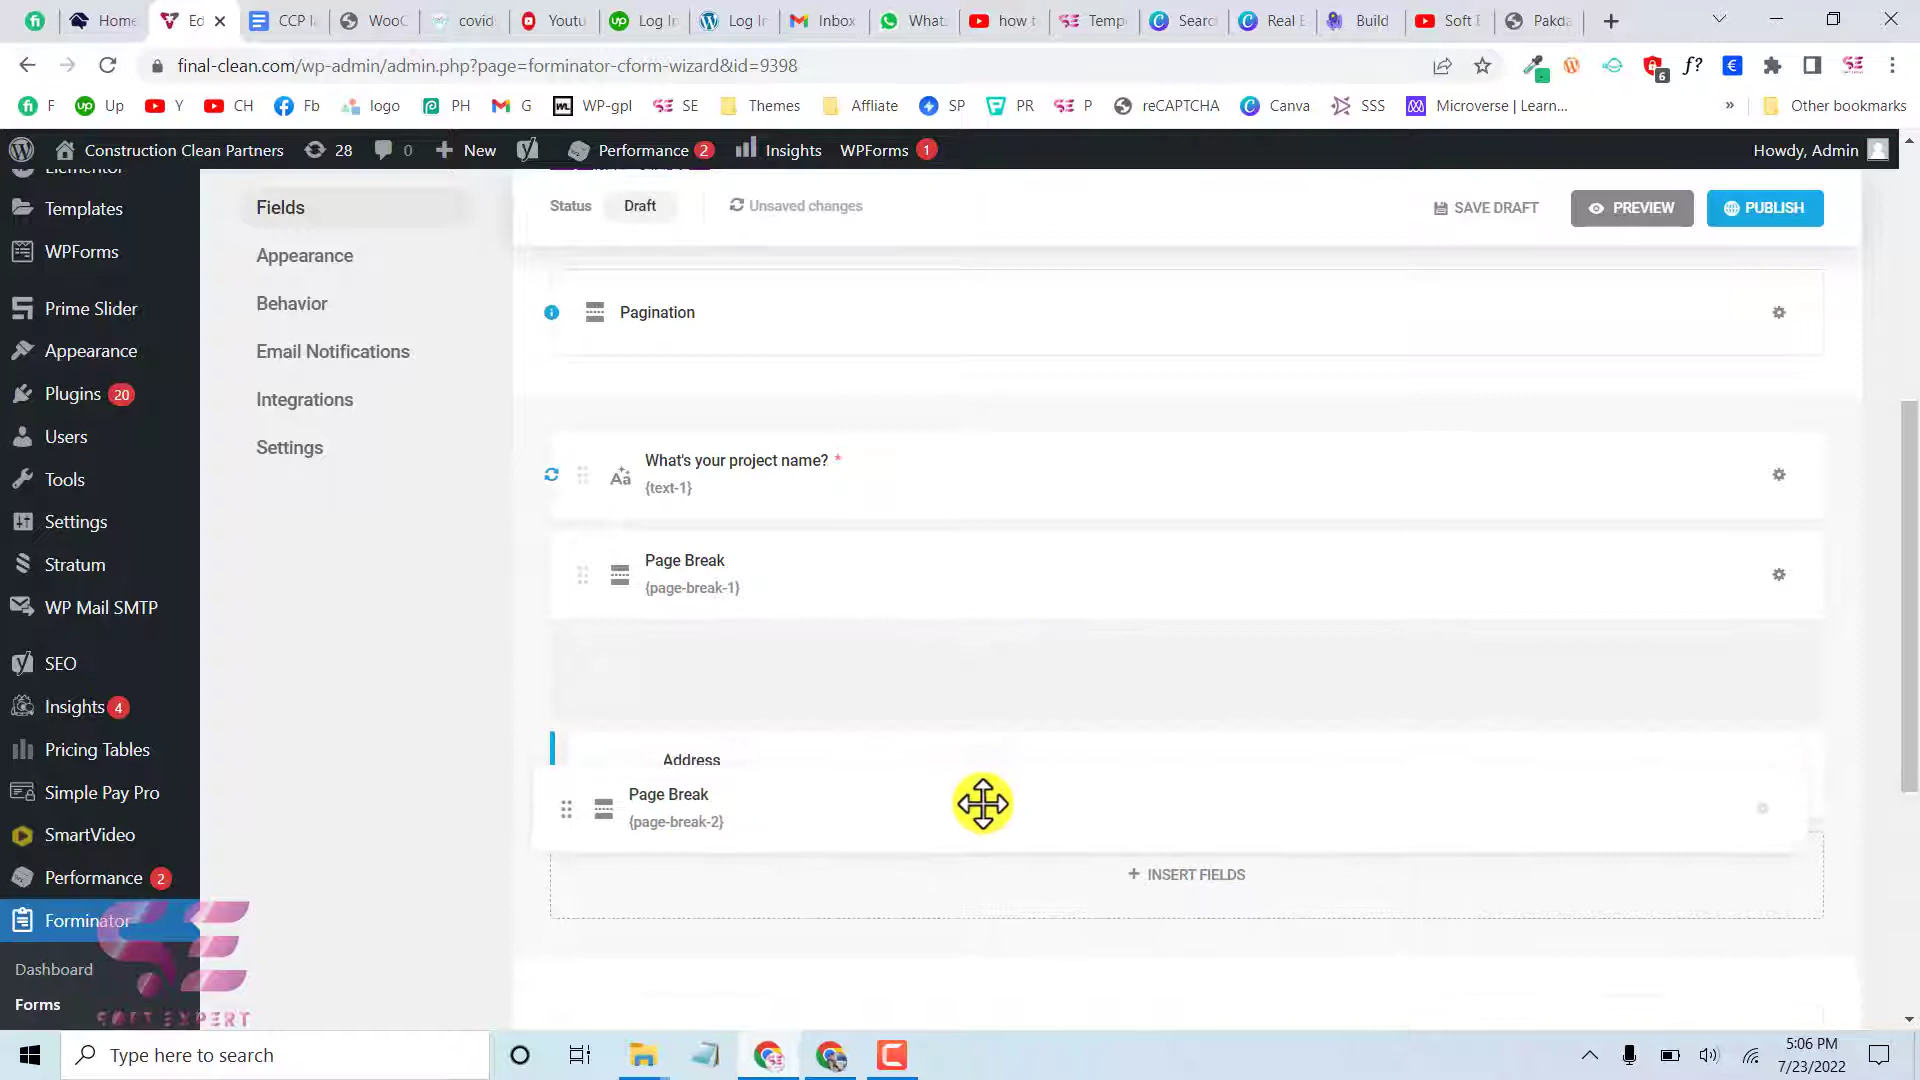 Home
Ed
CCP l
WooC
covid
Youtu
Log In
Log In
Inbox
What
how t
Temp
Searc
Real E
Build
Soft E
Pakda
final-clean.com/wp-admin/admin.php?page=forminator-cform-wizard&id=9398
6
f?
F
Up
Y
CH
Fb
logo
PH
G
WP-gpl
SE
Themes
Affliate
SP
PR
P
reCAPTCHA
Canva
SSS
Microverse | Learn...
»
Other bookmarks
Construction Clean Partners
28
0
New
Performance 2
Insights
WPForms 1
Howdy, Admin
Elementor
Templates
WPForms
Prime Slider
Appearance
Plugins 20
Users
Tools
Settings
Stratum
WP Mail SMTP
SEO
Insights 4
Pricing Tables
Simple Pay Pro
SmartVideo
Performance 2
Forminator
Dashboard
Forms
SOFT EXPERT
Fields
Appearance
Behavior
Email Notifications
Integrations
Settings
Status
Draft
Unsaved changes
SAVE DRAFT
PREVIEW
PUBLISH
Pagination
What's your project name? *
{text-1}
Page Break
{page-break-1}
Address
Page Break
{page-break-2}
+ INSERT FIELDS
Type here to search
5:06 PM
7/23/2022